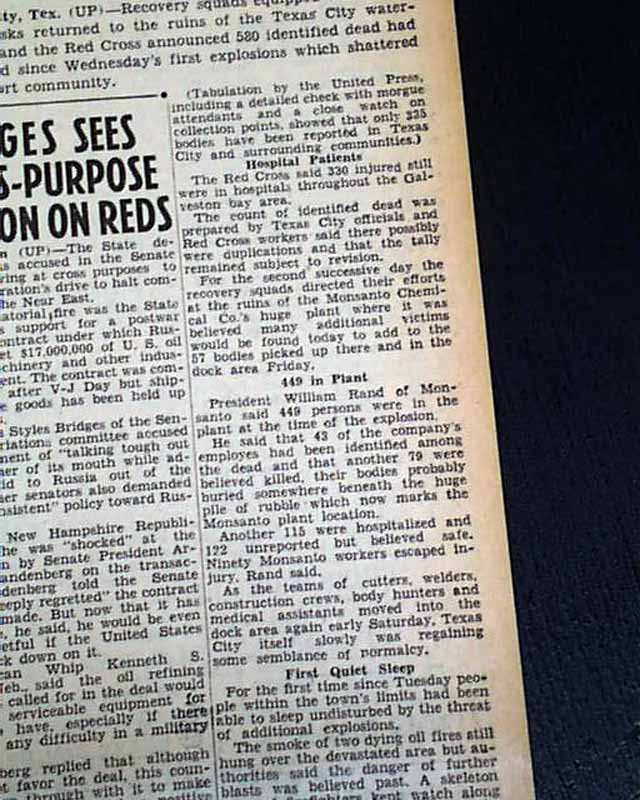 ty, Tex. (UP)—Recovery squads
sks returned to the ruins of the Texas City water-
and the Red Cross announced 580 identified dead had
d since Wednesday's first explosions which shattered
ort community.
GES SEES
S-PURPOSE
ON ON REDS
(UP)—The State de-
s accused in the Senate
ving at cross purposes to
ration's drive to halt com-
he Near East.
atorial fire was the State
s support for a postwar
ontract under which Rus-
et $17,000,000 of U. S. oil
chinery and other indus-
ent. The contract was com-
after V-J Day but ship-
e goods has been held up
Styles Bridges of the Sen-
riations committee accused
ment of "talking tough out
ner of its mouth while ad-
id to Russia out of the
her senators also demanded
nsistent" policy toward Rus-
New Hampshire Republi-
he was "shocked" at the
n by Senate President Ar-
andenberg on the transac-
denberg told the Senate
eeply regretted" the contract
made. But now that it has
, he said, he would be even
etful if the United States
ck down on it.
can Whip Kenneth S.
Neb., said the oil refining
called for in the deal would
serviceable equipment for
have, especially if there
any difficulty in a military
berg replied that although
t favor the deal, this coun-
through with it to make
positive
(Tabulation by the United Press,
including a detailed check with morgue
attendants and a close watch on
collection points, showed that only 325
bodies have been reported in Texas
City and surrounding communities.)
Hospital Patients
The Red Cross said 330 injured still
were in hospitals throughout the Gal-
veston bay area.
The count of identified dead was
prepared by Texas City officials and
Red Cross workers said there possibly
were duplications and that the tally
remained subject to revision.
For the second successive day the
recovery squads directed their efforts
at the ruins of the Monsanto Chemi-
cal Co.'s huge plant where it was
believed many additional victims
would be found today to add to the
57 bodies picked up there and in the
dock area Friday.
449 in Plant
President William Rand of Mon-
santo said 449 persons were in the
plant at the time of the explosion.
He said that 43 of the company's
employes had been identified among
the dead and that another 79 were
believed killed, their bodies probably
buried somewhere beneath the huge
pile of rubble which now marks the
Monsanto plant location.
Another 115 were hospitalized and
122 unreported but believed safe.
Ninety Monsanto workers escaped in-
jury, Rand said.
As the teams of cutters, welders,
construction crews, body hunters and
medical assistants moved into the
dock area again early Saturday, Texas
City itself slowly was regaining
some semblance of normalcy.
First Quiet Sleep
For the first time since Tuesday peo-
ple within the town's limits had been
able to sleep undisturbed by the threat
of additional explosions.
The smoke of two dying oil fires still
hung over the devastated area but au-
thorities said the danger of further
blasts was believed past. A skeleton
kept watch along